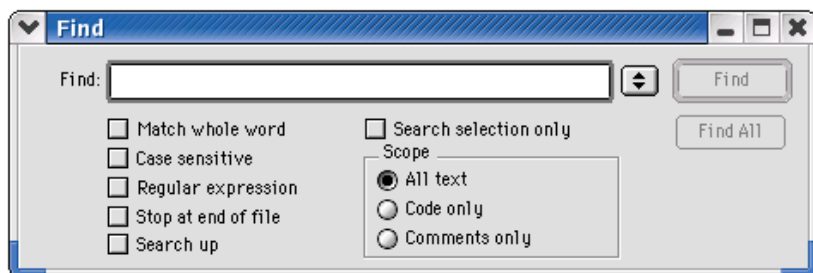 Find
Find:
Find
Match whole word
Search selection only
Find All
Case sensitive
Scope
Regular expression
All text
Stop at end of file
Code only
Search up
Comments only